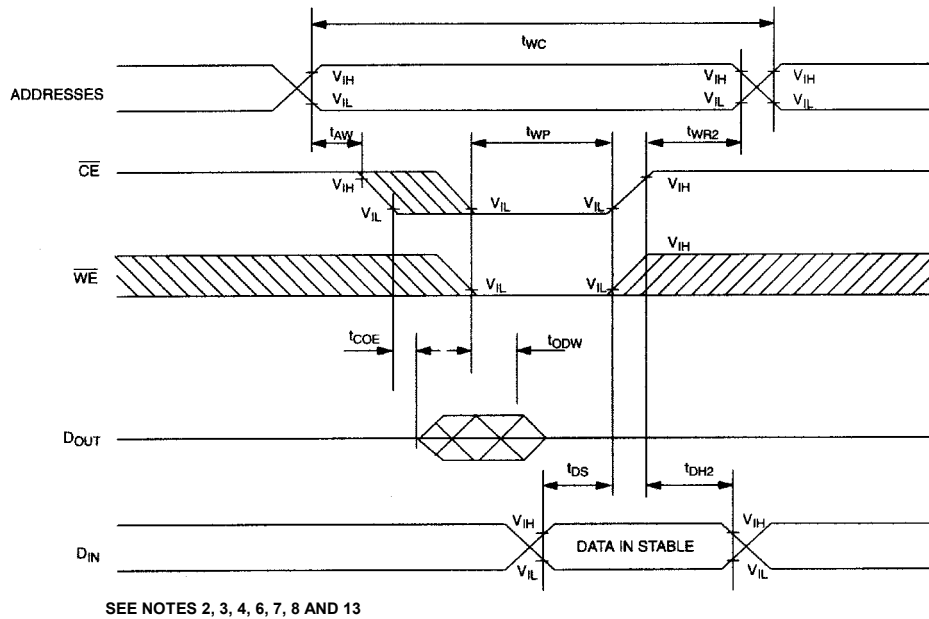 tWC
ADDRESSES
VIH
VIL
VIH
VIL
VIH
VIL
tAW
tWP
tWR2
CE
VIH
VIL
VIL
VIL
VIH
WE
VIL
VIL
VIH
tCOE
tODW
DOUT
tDS
tDH2
DIN
VIH
VIL
DATA IN STABLE
VIH
VIL
SEE NOTES 2, 3, 4, 6, 7, 8 AND 13